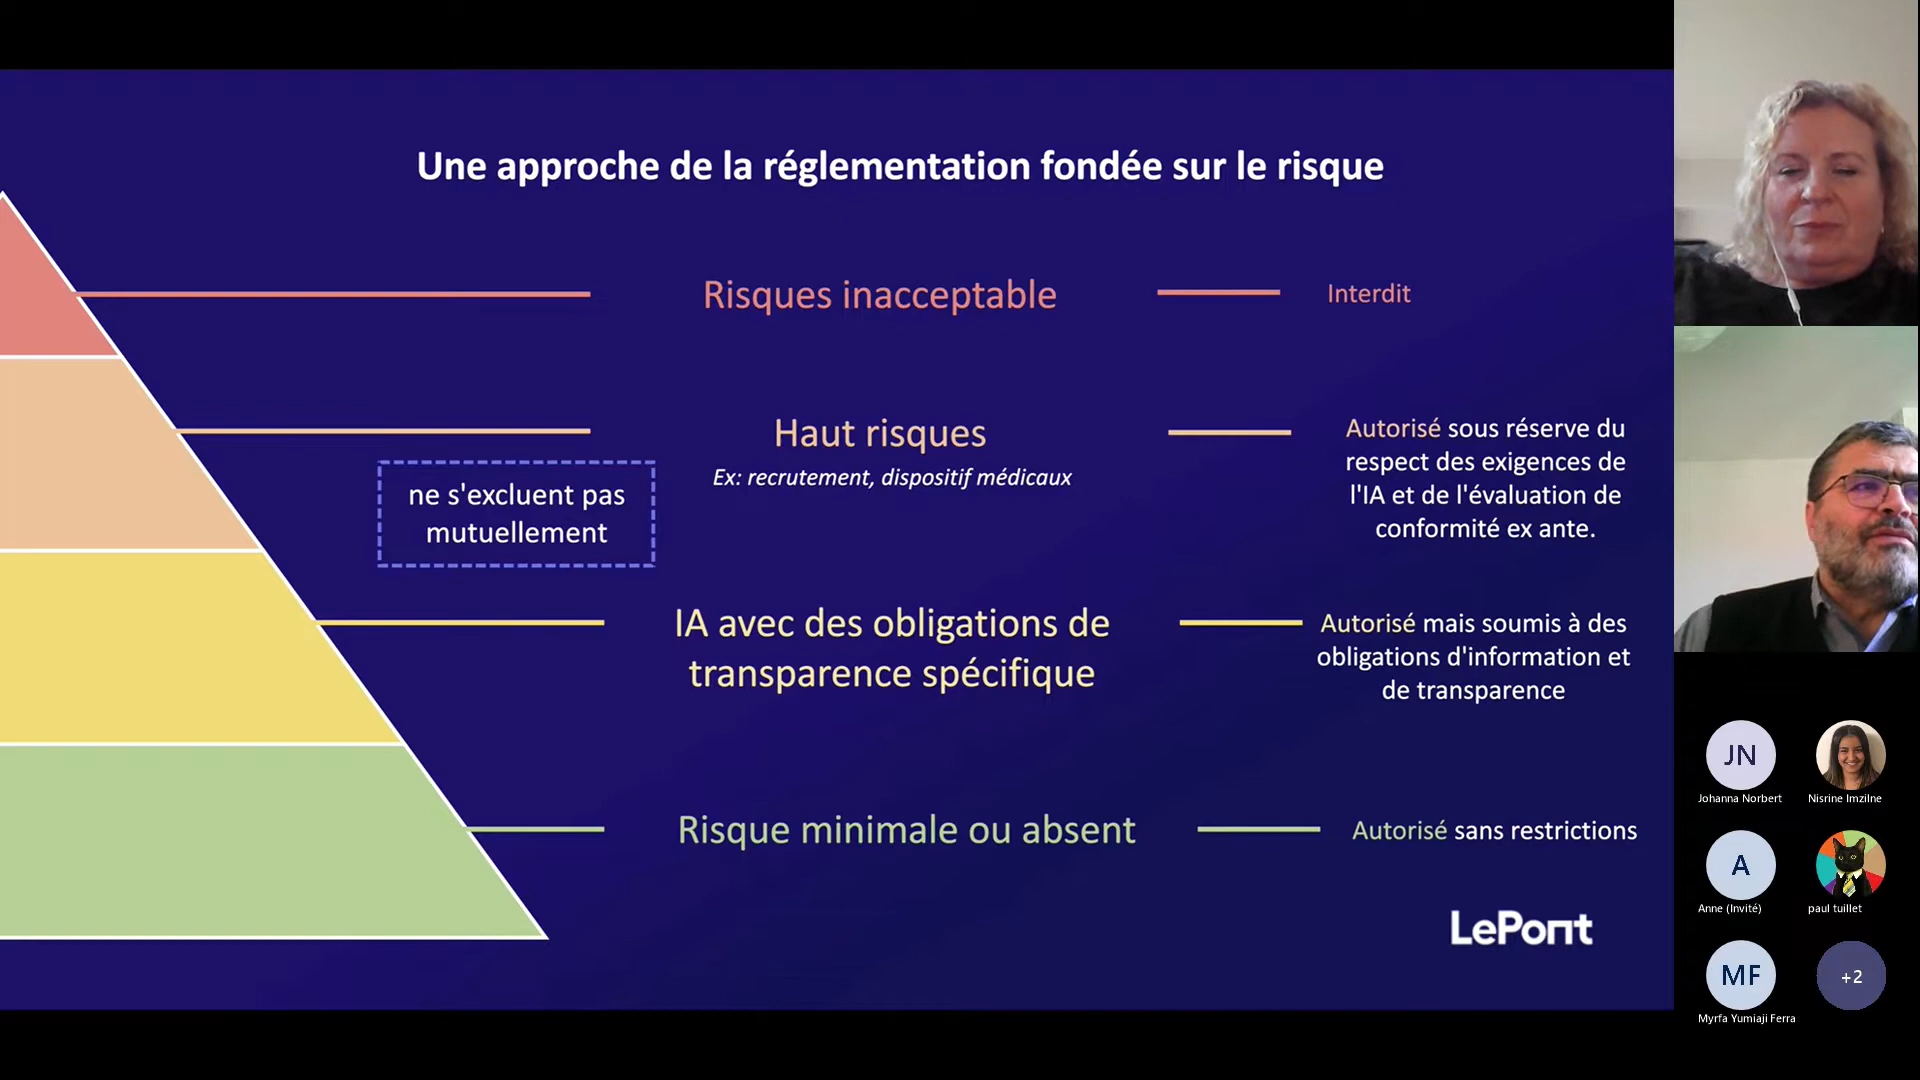 Une approche de la réglementation fondée sur le risque
Risques inacceptable
Interdit
Haut risques
Ex: recrutement, dispositif médicaux
Autorisé sous réserve du
respect des exigences de
l'IA et de l'évaluation de
conformité ex ante.
ne s'excluent pas
mutuellement
IA avec des obligations de
transparence spécifique
Autorisé mais soumis à des
obligations d'information et
de transparence
Risque minimale ou absent
Autorisé sans restrictions
LePont
JN
Johanna Norbert
Nisrine Imzilne
A
Anne (Invité)
paul tuillet
MF
Myrfa Yumiaji Ferra
+2